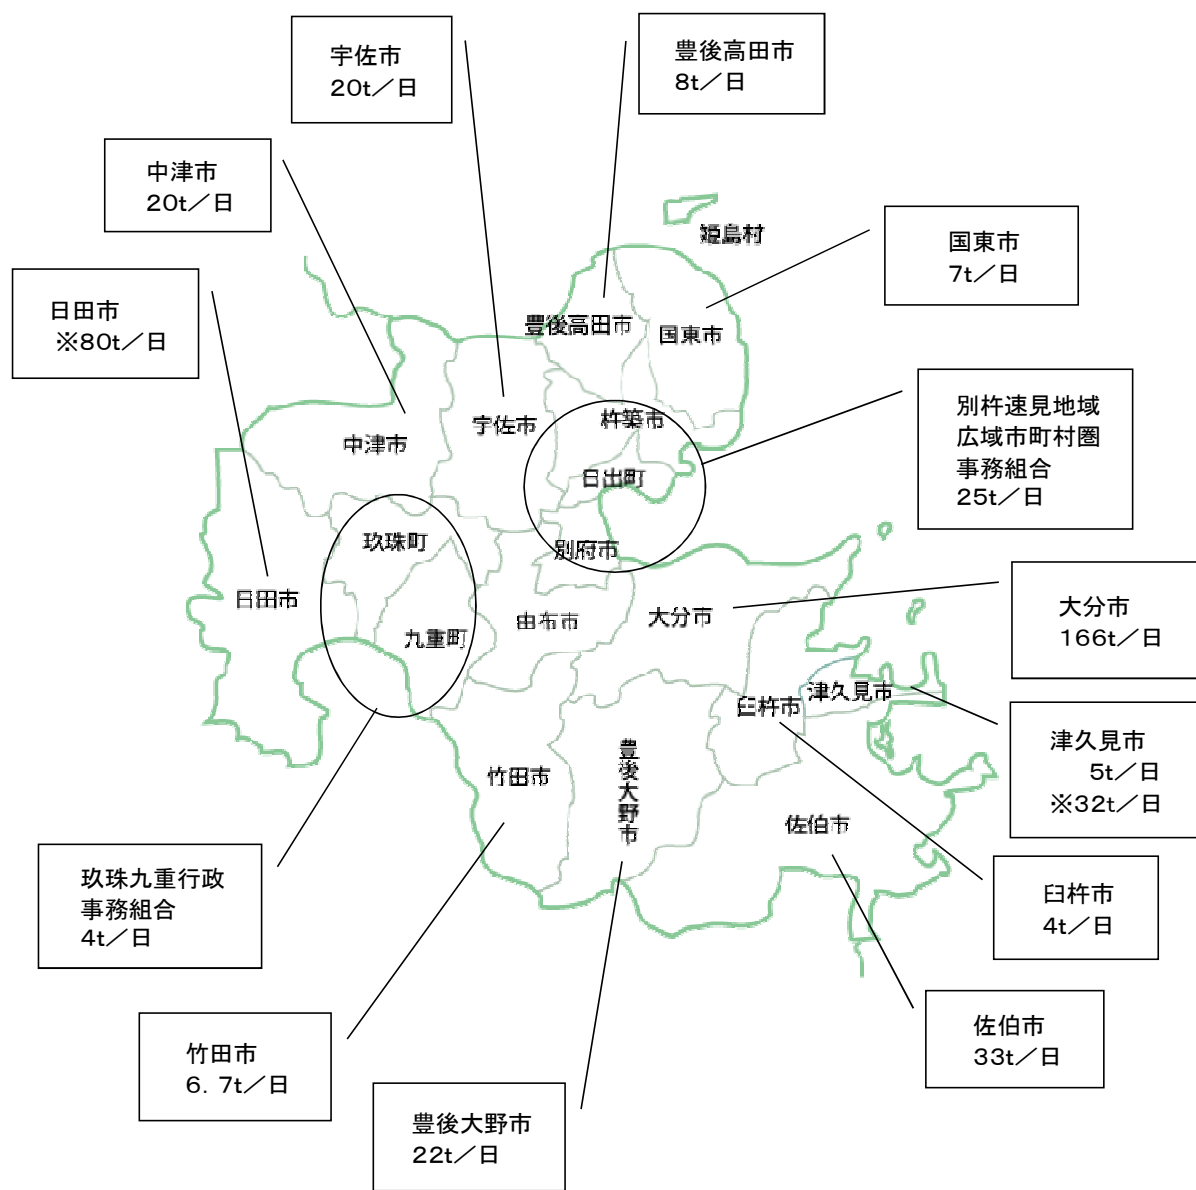 宇佐市
20t／日
豊後高田市
8t／日
中津市
20t／日
国東市
7t／日
日田市
※80t／日
別杵速見地域
広域市町村圏
事務組合
25t／日
大分市
166t／日
津久見市
5t／日
※32t／日
臼杵市
4t／日
佐伯市
33t／日
玖珠九重行政
事務組合
4t／日
竹田市
6．7t／日
豊後大野市
22t／日
姫島村
豊後高田市
国東市
杵築市
宇佐市
中津市
日出町
玖珠町
別府市
日田市
由布市
大分市
九重町
津久見市
臼杵市
竹田市
豊後大野市
佐伯市